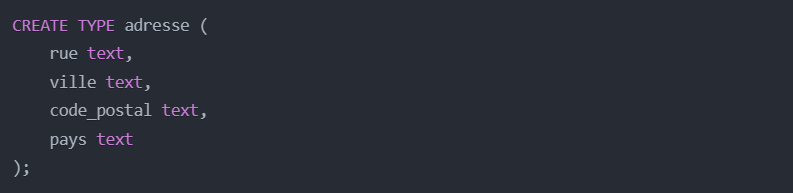 CREATE TYPE adresse (
    rue text,
    ville text,
    code_postal text,
    pays text
);